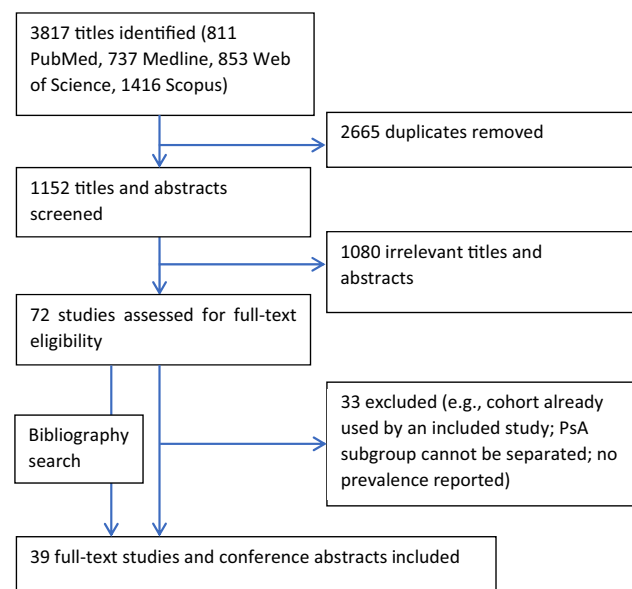 3817 titles identified (811
PubMed, 737 Medline, 853 Web
of Science, 1416 Scopus)
2665 duplicates removed
1152 titles and abstracts
screened
1080 irrelevant titles and
abstracts
72 studies assessed for full-text
eligibility
33 excluded (e.g., cohort already
used by an included study; PsA
subgroup cannot be separated; no
prevalence reported)
Bibliography
search
39 full-text studies and conference abstracts included